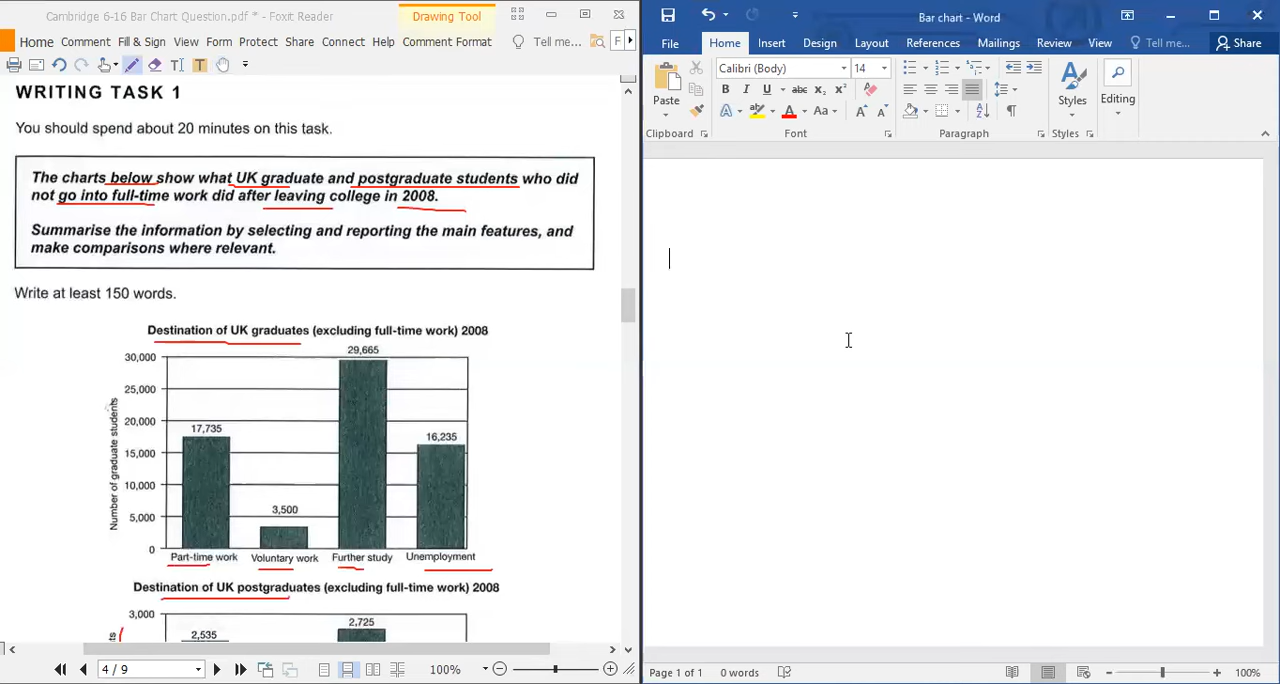 Cambridge 6-16 Bar Chart Question.pdf * - Foxit Reader
Drawing Tool
Home Comment Fill & Sign View Form Protect Share Connect Help Comment Format Tell me... F
WRITING TASK 1
You should spend about 20 minutes on this task.
The charts below show what UK graduate and postgraduate students who did
not go into full-time work did after leaving college in 2008.
Summarise the information by selecting and reporting the main features, and
make comparisons where relevant.
Write at least 150 words.
Destination of UK graduates (excluding full-time work) 2008
29,665
30,000
25,000
20,000
17,735
16,235
15,000
10,000
5,000
3,500
0
Number of graduate students
Part-time work Voluntary work Further study Unemployment
Destination of UK postgraduates (excluding full-time work) 2008
3,000
2,725
2,535
ts
4 / 9
100%
Bar chart - Word
File Home Insert Design Layout References Mailings Review View Tell me... Share
Paste
Calibri (Body) 14
B I U abc x₂ x²
A A Aa A A
Styles
Editing
Clipboard Font Paragraph Styles
Page 1 of 1 0 words
100%